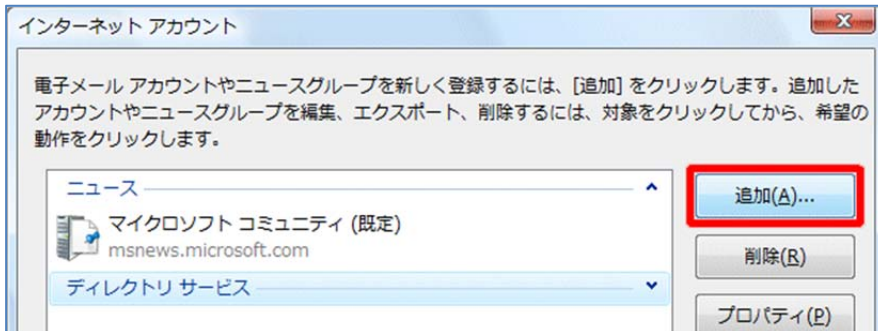 インターネット アカウント
電子メール アカウントやニュースグループを新しく登録するには、[追加] をクリックします。追加した
アカウントやニュースグループを編集、エクスポート、削除するには、対象をクリックしてから、希望の
動作をクリックします。
ニュース
追加(A)...
マイクロソフト コミュニティ (既定)
msnews.microsoft.com
削除(R)
ディレクトリ サービス
プロパティ(P)